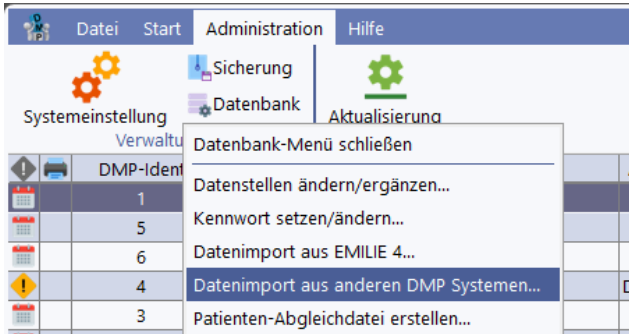 Datei Start Administration Hilfe
Sicherung
Datenbank
Systemeinstellung Aktualisierung
Datenbank-Menü schließen
DMP-Ident
1
Datenstellen ändern/ergänzen...
5
Kennwort setzen/ändern...
6
Datenimport aus EMILIE 4...
4
Datenimport aus anderen DMP Systemen...
3
Patienten-Abgleichdatei erstellen...